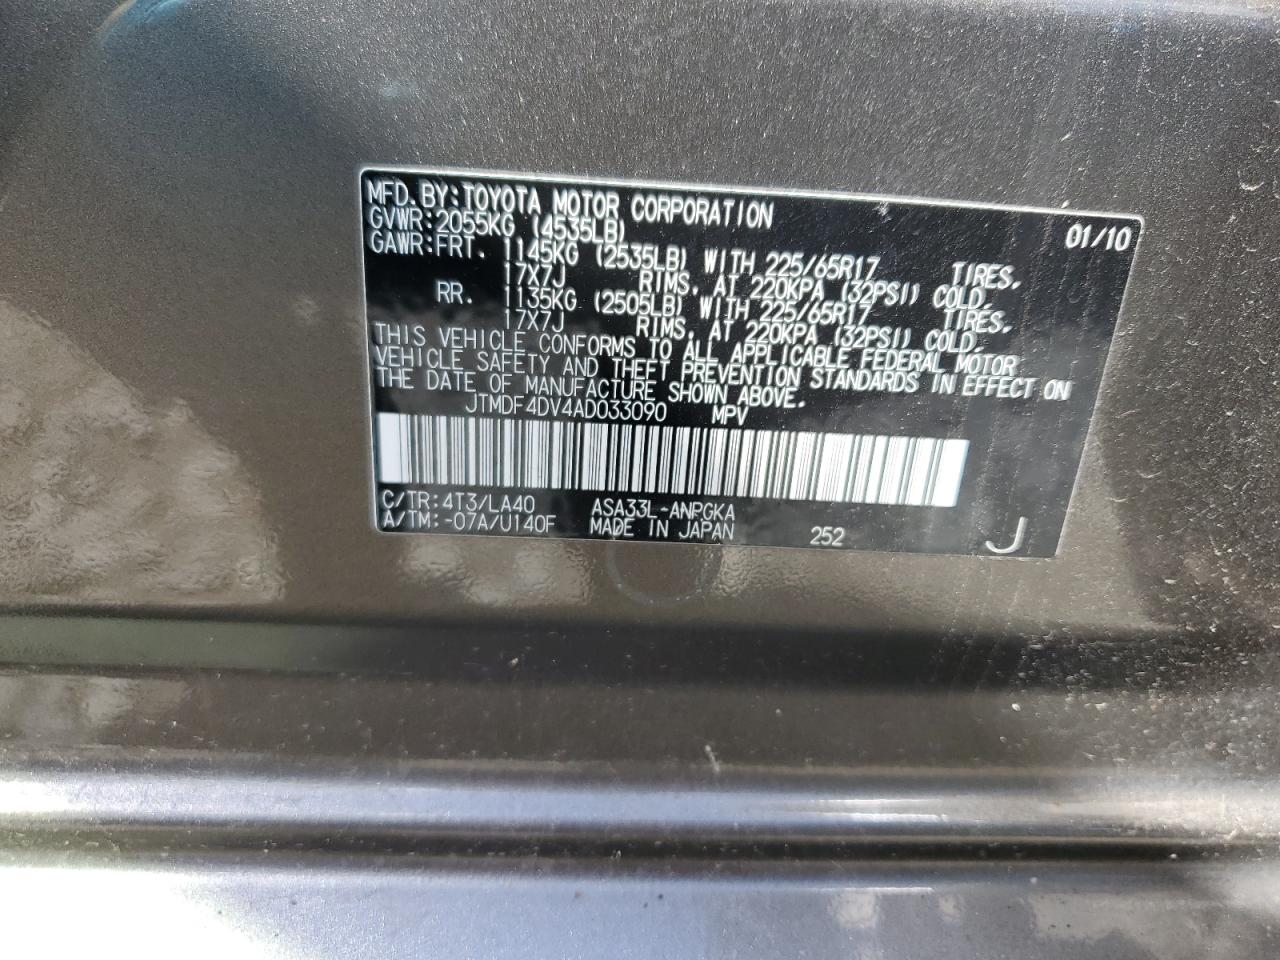 MFD. BY: TOYOTA MOTOR CORPORATION 01/10
GVWR: 2055KG (4535LB)
GAWR: FRT. 1145KG (2535LB) WITH 225/65R17 TIRES.
17X7J RIMS, AT 220KPA (32PSI) COLD.
RR. 1135KG (2505LB) WITH 225/65R17 TIRES.
17X7J RIMS, AT 220KPA (32PSI) COLD.
THIS VEHICLE CONFORMS TO ALL APPLICABLE FEDERAL MOTOR
VEHICLE SAFETY AND THEFT PREVENTION STANDARDS IN EFFECT ON
THE DATE OF MANUFACTURE SHOWN ABOVE.
JTMDF4DV4AD033090 MPV
C/TR: 4T3/LA40 ASA33L-ANPGKA
A/TM: -07A/U140F MADE IN JAPAN 252 J